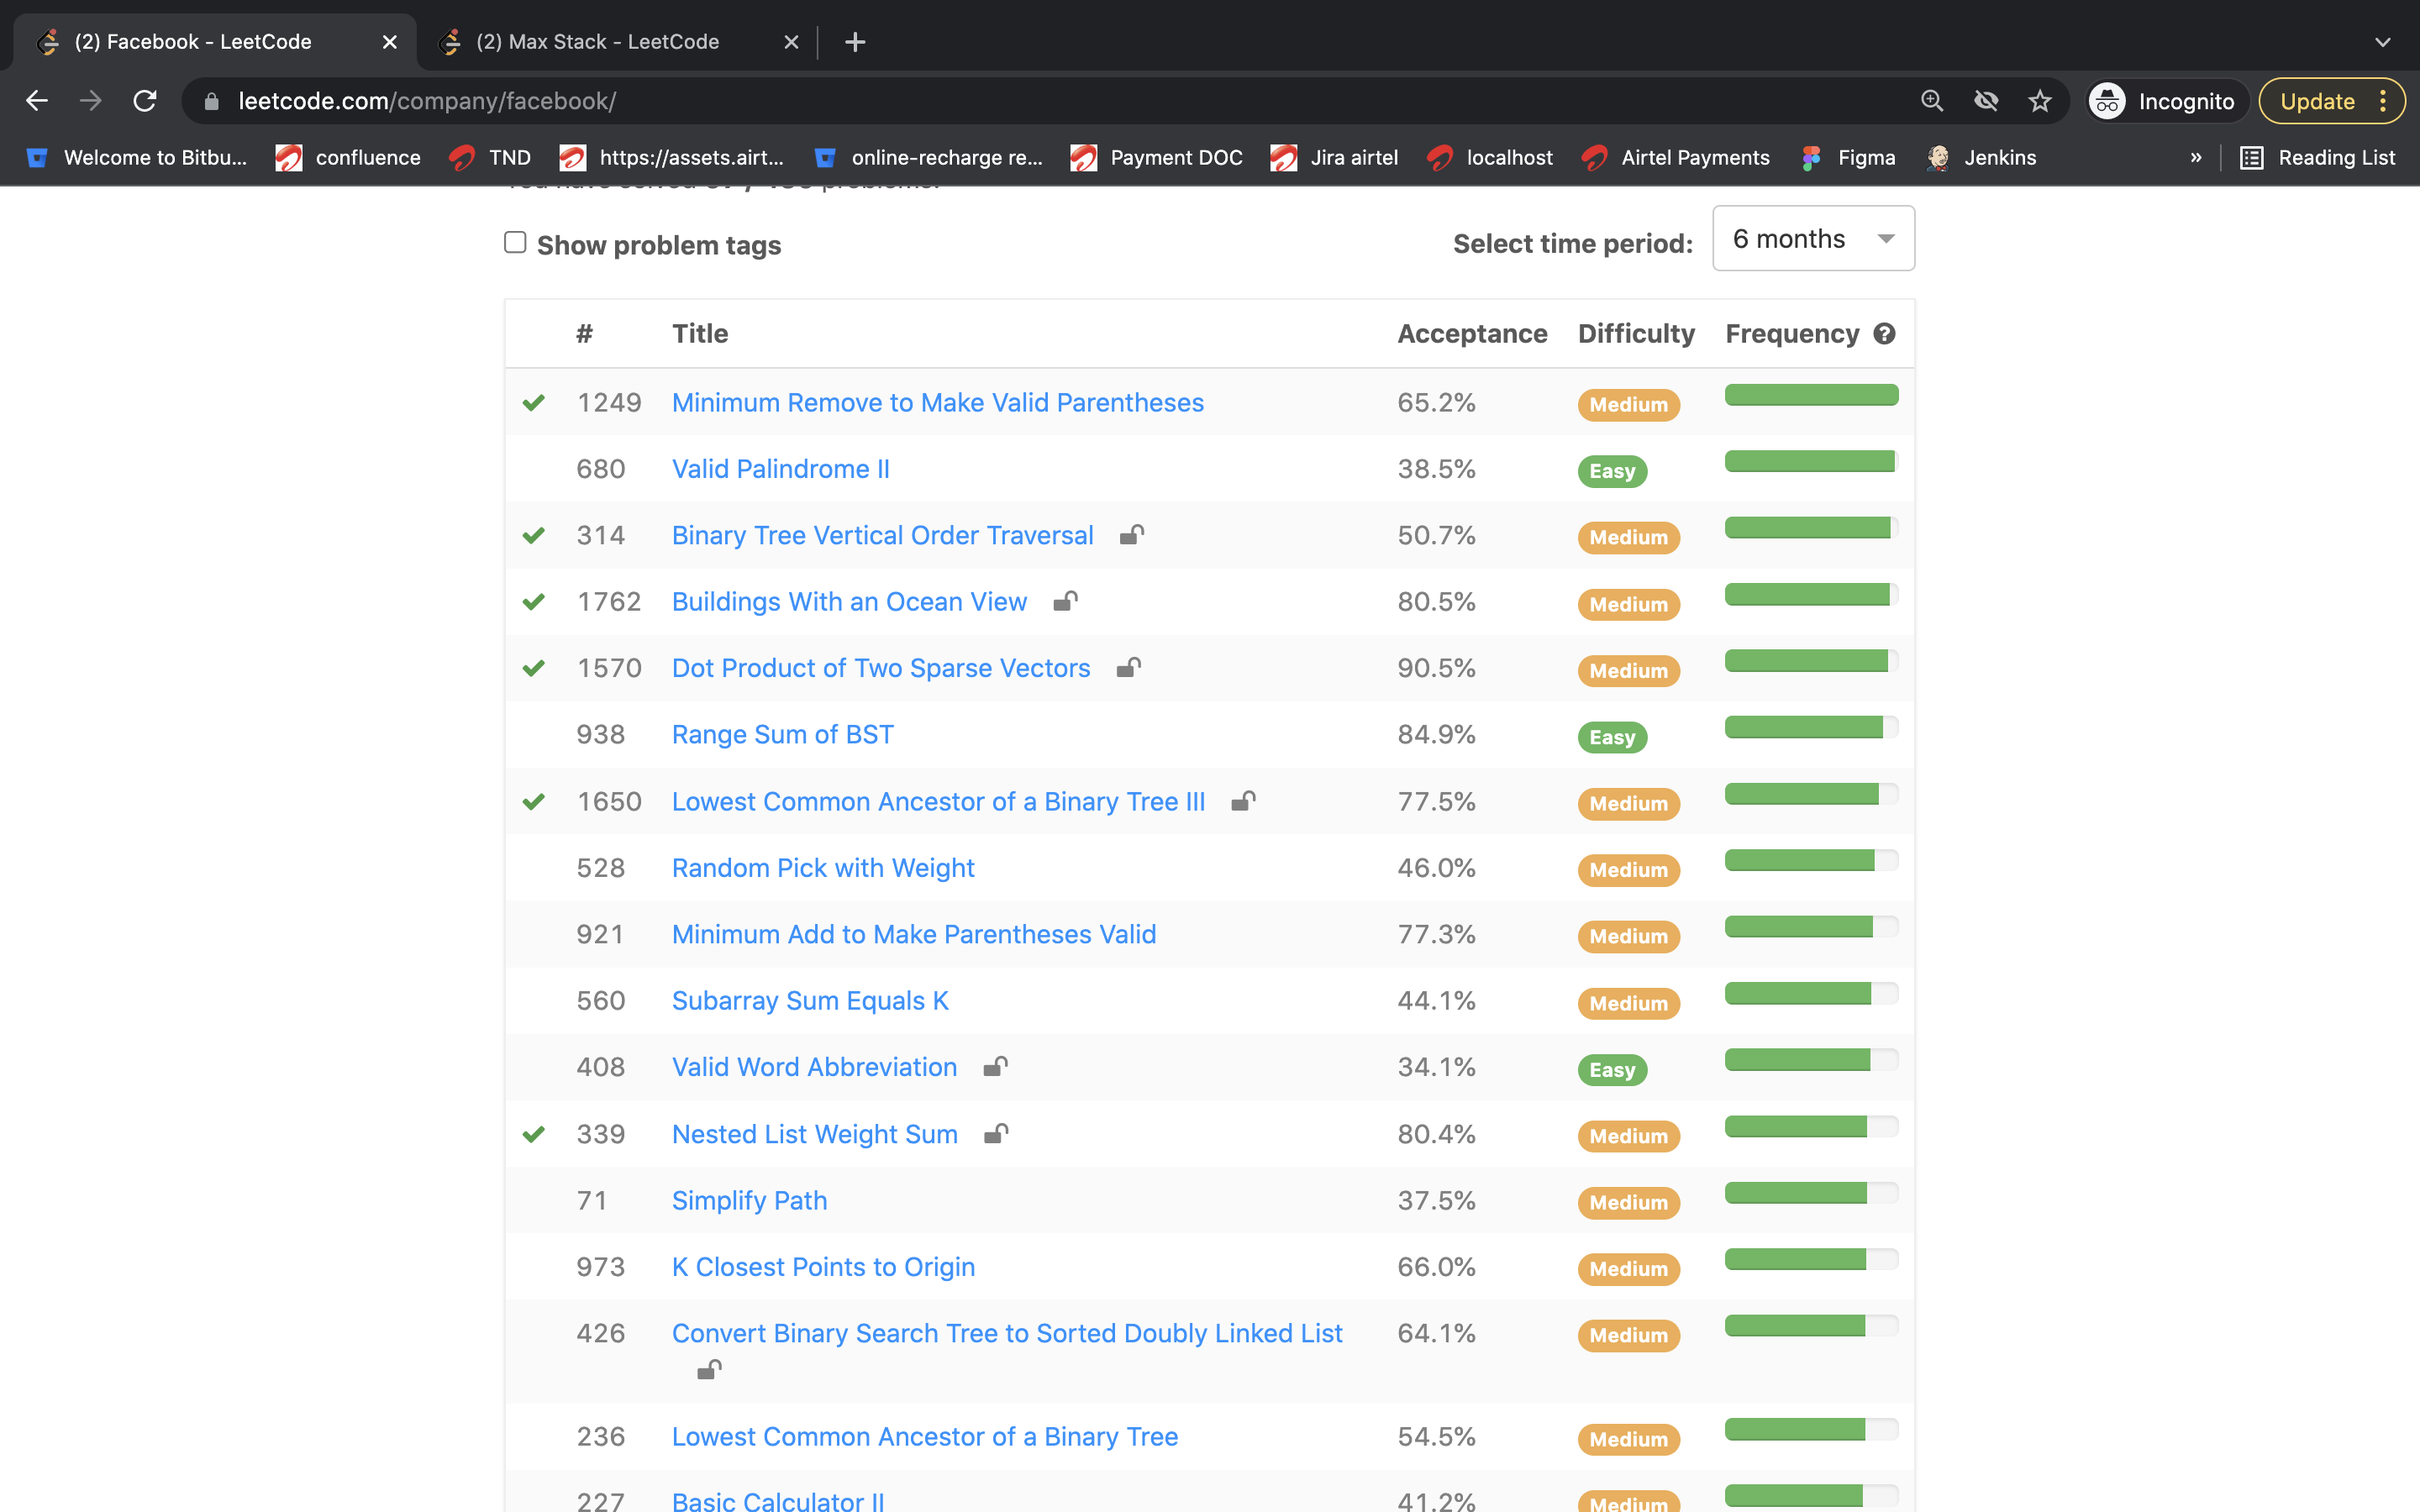 (2) Facebook - LeetCode
(2) Max Stack - LeetCode
leetcode.com/company/facebook/
Incognito
Update
Welcome to Bitbu...
confluence
TND
https://assets.airt...
online-recharge re...
Payment DOC
Jira airtel
localhost
Airtel Payments
Figma
Jenkins
»
Reading List
Show problem tags
Select time period: 6 months
# Title Acceptance Difficulty Frequency ?
1249 Minimum Remove to Make Valid Parentheses 65.2% Medium
680 Valid Palindrome II 38.5% Easy
314 Binary Tree Vertical Order Traversal 50.7% Medium
1762 Buildings With an Ocean View 80.5% Medium
1570 Dot Product of Two Sparse Vectors 90.5% Medium
938 Range Sum of BST 84.9% Easy
1650 Lowest Common Ancestor of a Binary Tree III 77.5% Medium
528 Random Pick with Weight 46.0% Medium
921 Minimum Add to Make Parentheses Valid 77.3% Medium
560 Subarray Sum Equals K 44.1% Medium
408 Valid Word Abbreviation 34.1% Easy
339 Nested List Weight Sum 80.4% Medium
71 Simplify Path 37.5% Medium
973 K Closest Points to Origin 66.0% Medium
426 Convert Binary Search Tree to Sorted Doubly Linked List 64.1% Medium
236 Lowest Common Ancestor of a Binary Tree 54.5% Medium
227 Basic Calculator II 41.2% Medium